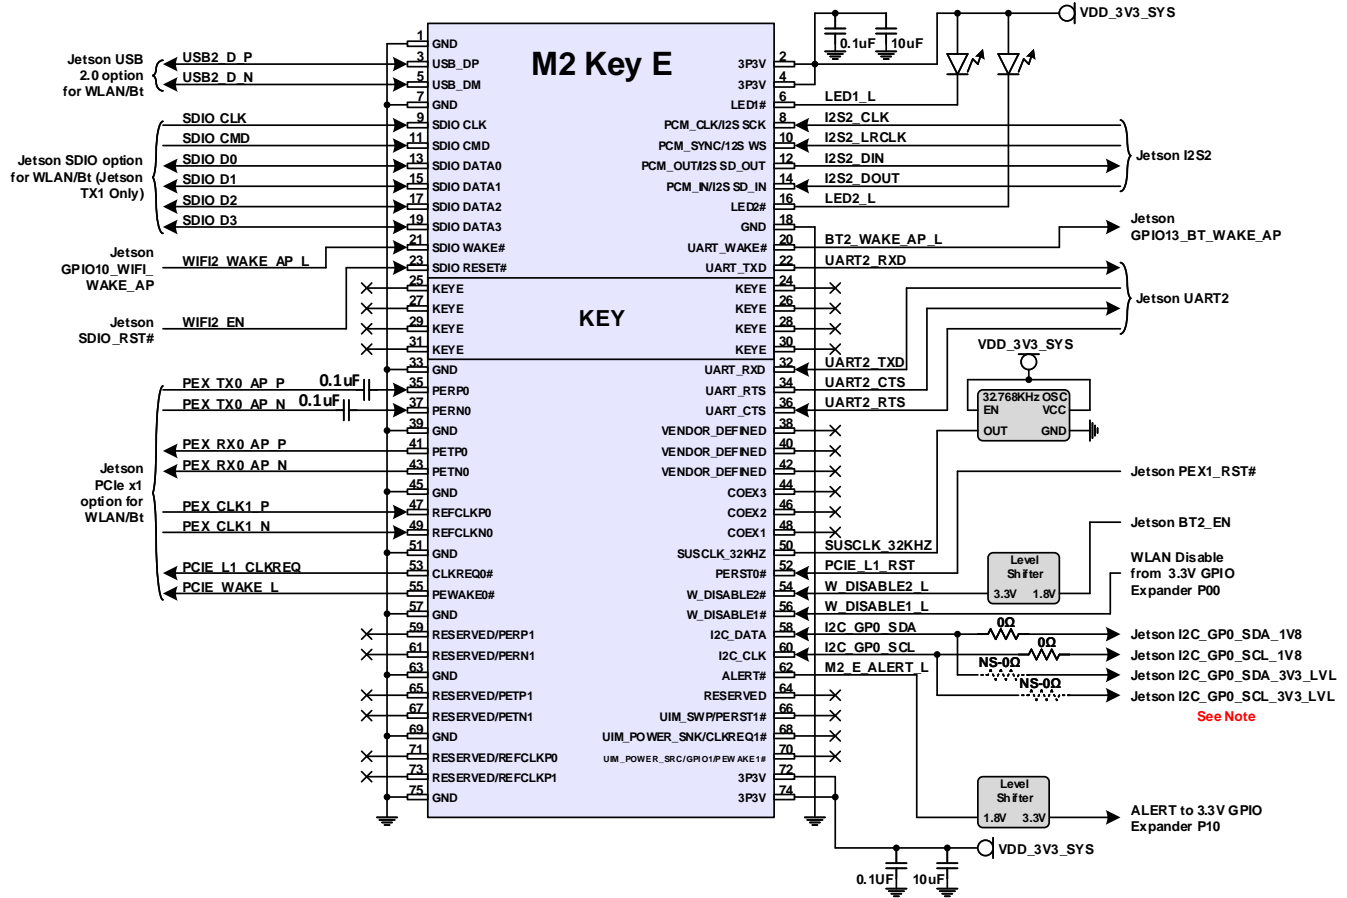 M2 Key E
KEY
Jetson USB
2.0 option
for WLAN/Bt
USB2_D_P
USB2_D_N
Jetson SDIO option
for WLAN/Bt (Jetson
TX1 Only)
SDIO CLK
SDIO CMD
SDIO D0
SDIO D1
SDIO D2
SDIO D3
Jetson
GPIO10_WIFI_
WAKE_AP
WIFI2_WAKE_AP_L
Jetson
SDIO_RST#
WIFI2_EN
Jetson
PCIe x1
option for
WLAN/Bt
PEX_TX0_AP_P
0.1uF
PEX_TX0_AP_N
0.1uF
PEX_RX0_AP_P
PEX_RX0_AP_N
PEX_CLK1_P
PEX_CLK1_N
PCIE_L1_CLKREQ
PCIE_WAKE_L
1 GND
3 USB_DP
5 USB_DM
7 GND
9 SDIO CLK
11 SDIO CMD
13 SDIO DATA0
15 SDIO DATA1
17 SDIO DATA2
19 SDIO DATA3
21 SDIO WAKE#
23 SDIO RESET#
25 KEYE
27 KEYE
29 KEYE
31 KEYE
33 GND
35 PERP0
37 PERN0
39 GND
41 PETP0
43 PETN0
45 GND
47 REFCLKP0
49 REFCLKN0
51 GND
53 CLKREQ0#
55 PEWAKE0#
57 GND
59 RESERVED/PERP1
61 RESERVED/PERN1
63 GND
65 RESERVED/PETP1
67 RESERVED/PETN1
69 GND
71 RESERVED/REFCLKP0
73 RESERVED/REFCLKP1
75 GND
3P3V 2
3P3V 4
LED1# 6
PCM_CLK/I2S SCK 8
PCM_SYNC/12S WS 10
PCM_OUT/I2S SD_OUT 12
PCM_IN/I2S SD_IN 14
LED2# 16
GND 18
UART_WAKE# 20
UART_TXD 22
KEYE 24
KEYE 26
KEYE 28
KEYE 30
UART_RXD 32
UART_RTS 34
UART_CTS 36
VENDOR_DEFINED 38
VENDOR_DEFINED 40
VENDOR_DEFINED 42
COEX3 44
COEX2 46
COEX1 48
SUSCLK_32KHZ 50
PERST0# 52
W_DISABLE2# 54
W_DISABLE1# 56
I2C_DATA 58
I2C_CLK 60
ALERT# 62
RESERVED 64
UIM_SWP/PERST1# 66
UIM_POWER_SNK/CLKREQ1# 68
UIM_POWER_SRC/GPIO1/PEWAKE1# 70
3P3V 72
3P3V 74
0.1uF
10uF
VDD_3V3_SYS
LED1_L
I2S2_CLK
I2S2_LRCLK
I2S2_DIN
I2S2_DOUT
Jetson I2S2
LED2_L
BT2_WAKE_AP_L
Jetson
GPIO13_BT_WAKE_AP
UART2_RXD
UART2_TXD
UART2_CTS
UART2_RTS
Jetson UART2
VDD_3V3_SYS
32.768KHz OSC
EN VCC
OUT GND
SUSCLK_32KHZ
PCIE_L1_RST
Jetson PEX1_RST#
W_DISABLE2_L
Level
Shifter
3.3V 1.8V
Jetson BT2_EN
W_DISABLE1_L
WLAN Disable
from 3.3V GPIO
Expander P00
I2C_GP0_SDA
0Ω
Jetson I2C_GP0_SDA_1V8
I2C_GP0_SCL
0Ω
Jetson I2C_GP0_SCL_1V8
NS-0Ω
Jetson I2C_GP0_SDA_3V3_LVL
NS-0Ω
Jetson I2C_GP0_SCL_3V3_LVL
See Note
M2_E_ALERT_L
Level
Shifter
1.8V 3.3V
ALERT to 3.3V GPIO
Expander P10
VDD_3V3_SYS
0.1UF
10uF